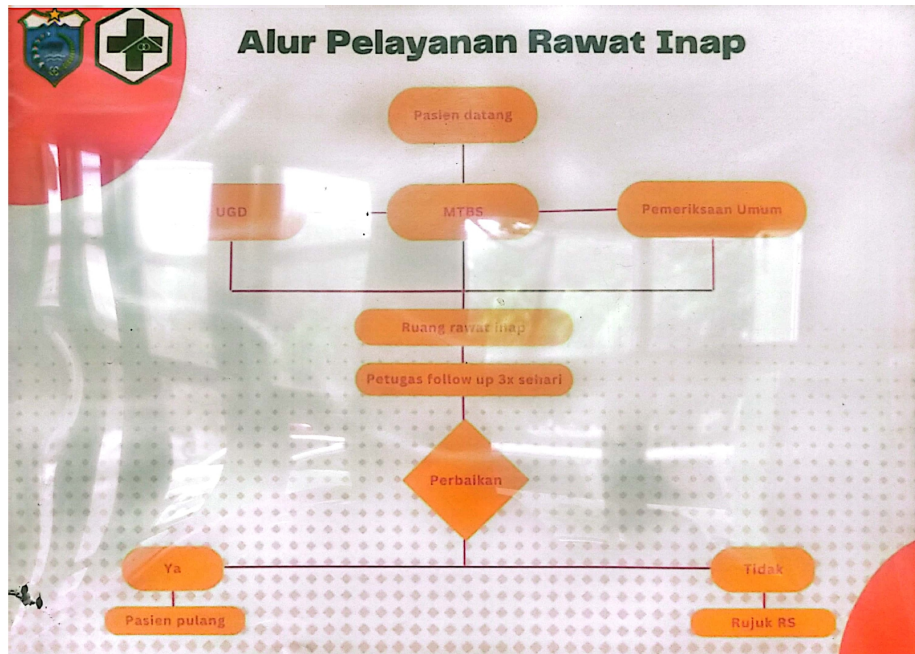 Alur Pelayanan Rawat Inap
Pasien datang
UGD
MTBS
Pemeriksaan Umum
Ruang rawat inap
Petugas follow up 3x sehari
Perbaikan
Ya
Tidak
Pasien pulang
Rujuk RS